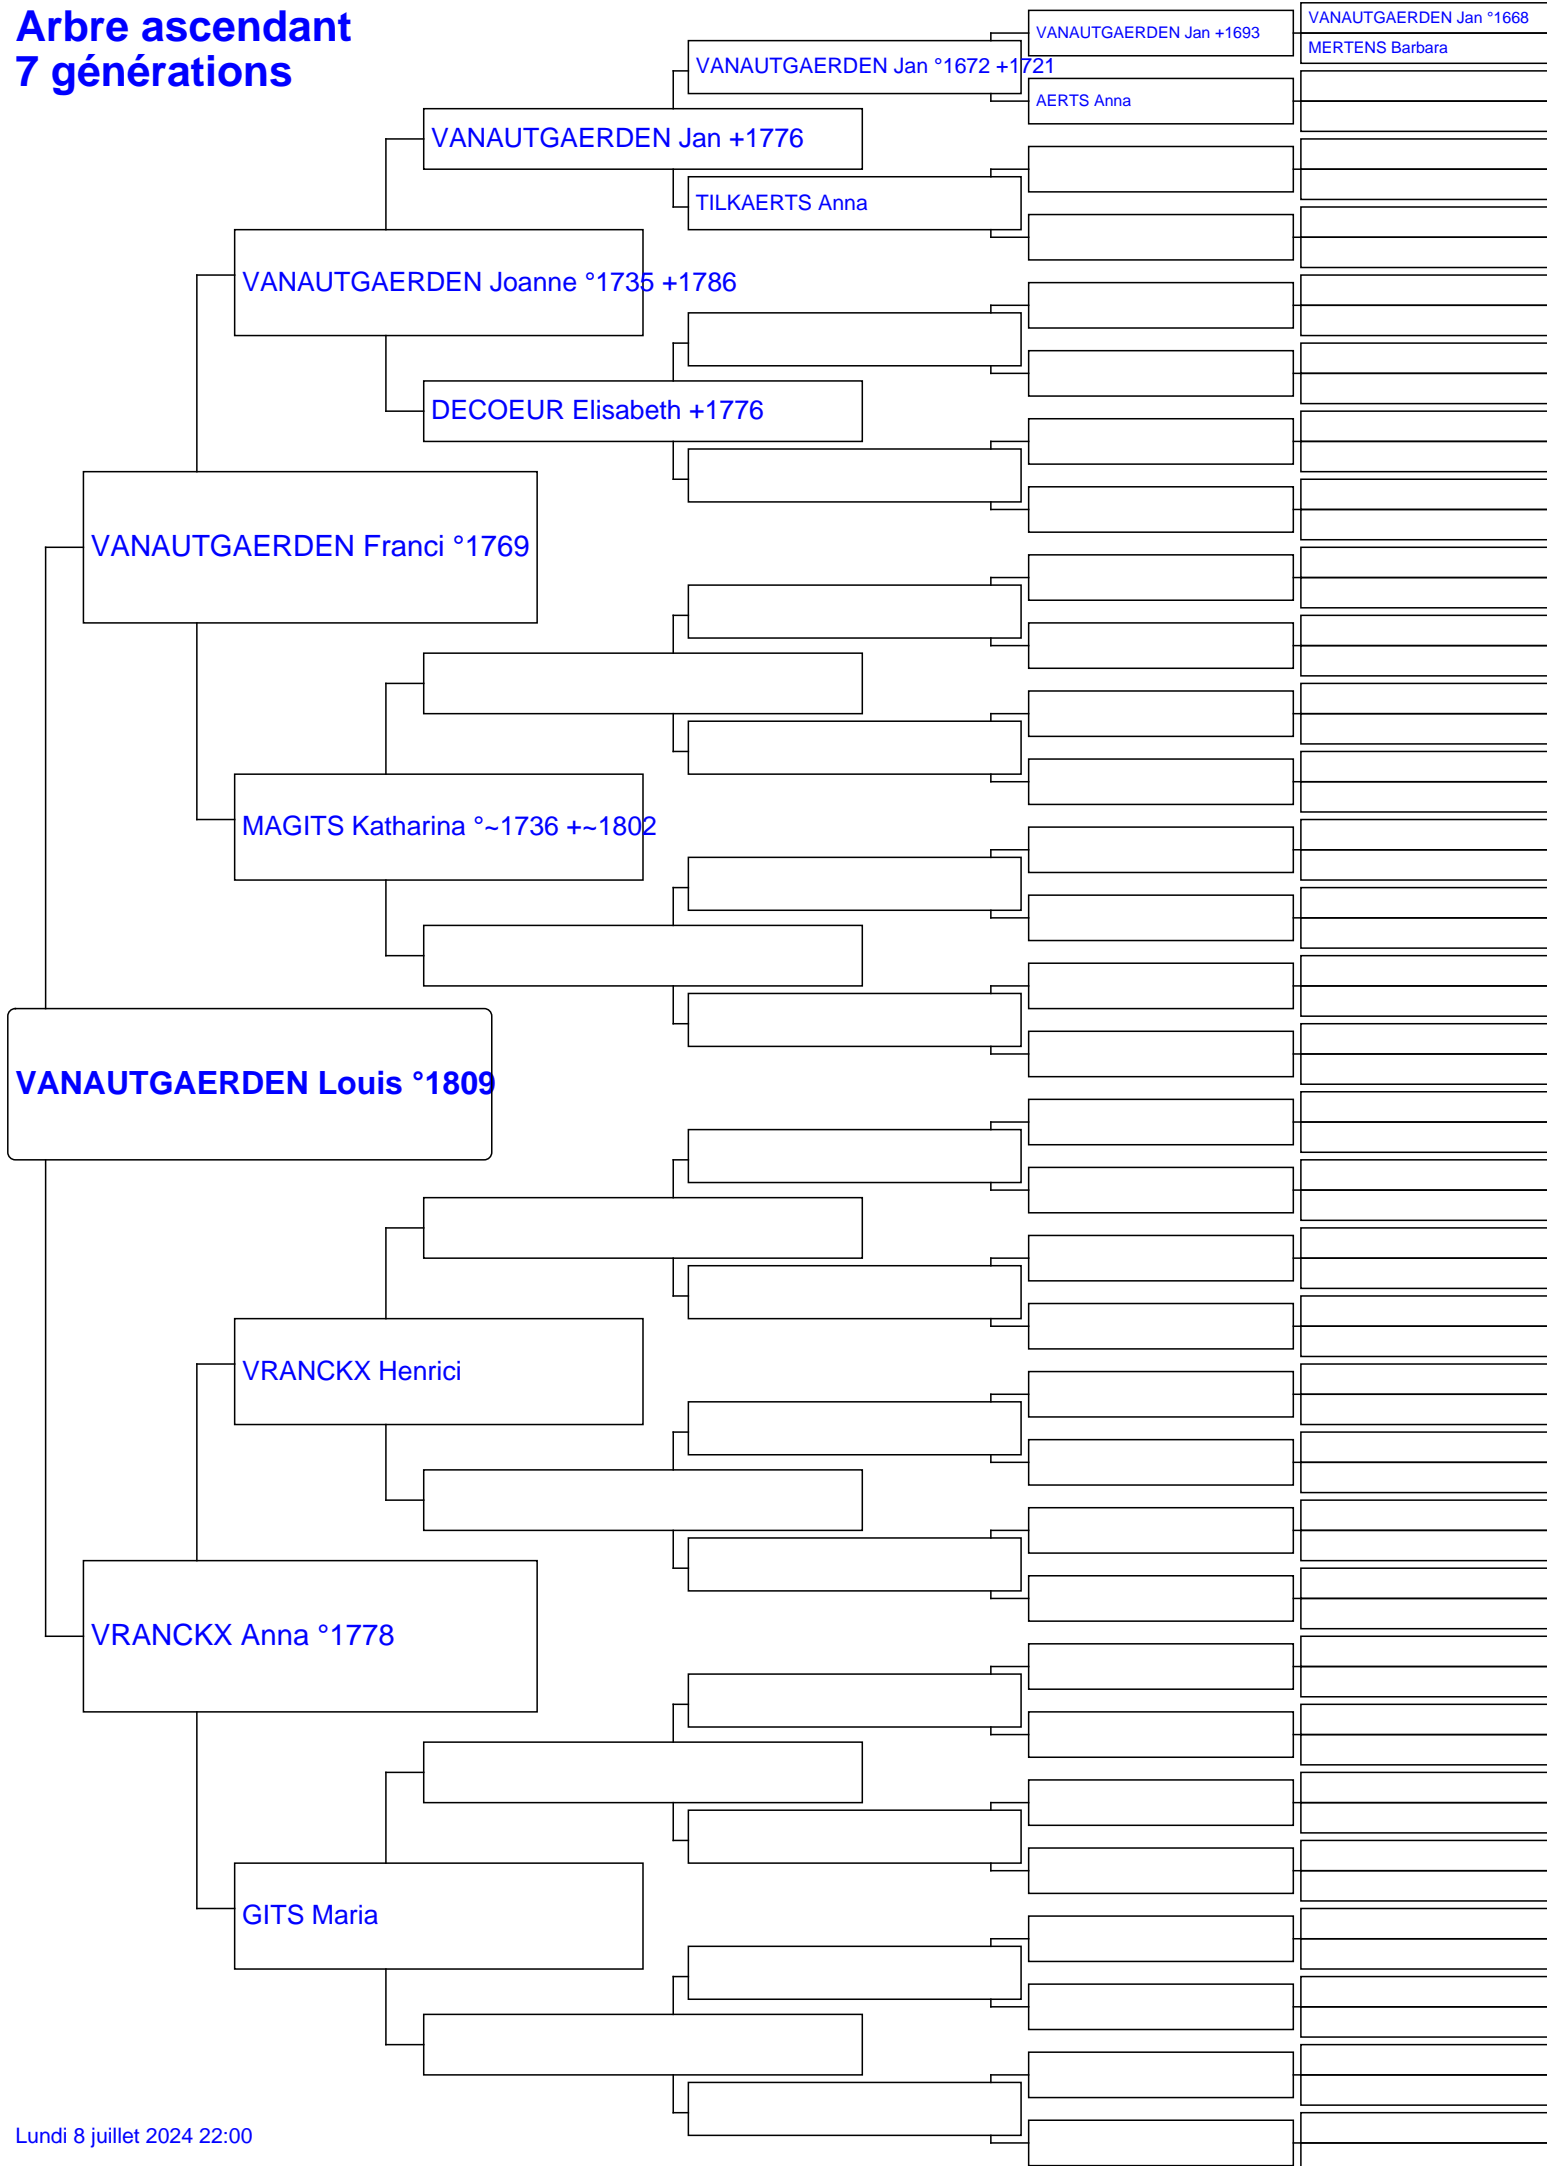 Arbre ascendant
7 générations
VANAUTGAERDEN Jan °1668
VANAUTGAERDEN Jan +1693
MERTENS Barbara
VANAUTGAERDEN Jan °1672 +1721
AERTS Anna
VANAUTGAERDEN Jan +1776
TILKAERTS Anna
VANAUTGAERDEN Joanne °1735 +1786
DECOEUR Elisabeth +1776
VANAUTGAERDEN Franci °1769
MAGITS Katharina °~1736 +~1802
VANAUTGAERDEN Louis °1809
VRANCKX Henrici
VRANCKX Anna °1778
GITS Maria
Lundi 8 juillet 2024 22:00